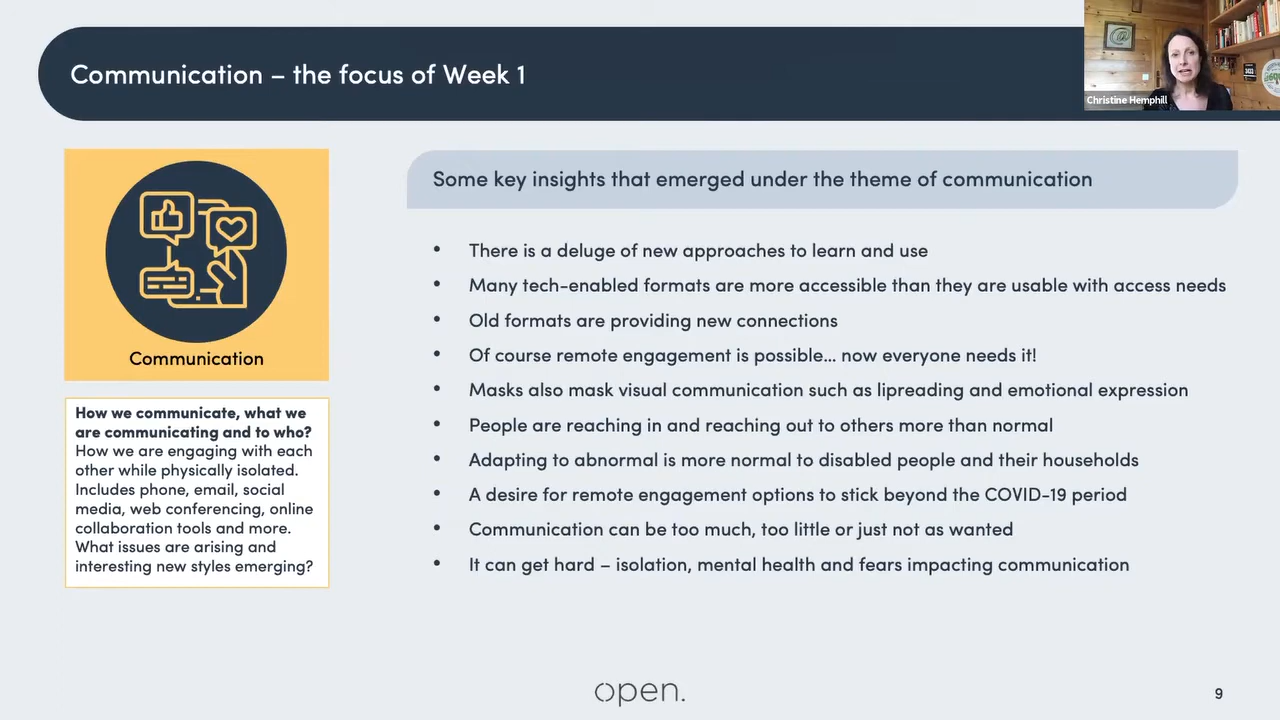 Communication – the focus of Week 1
Christine Hemphill
Communication
How we communicate, what we
are communicating and to who?
How we are engaging with each
other while physically isolated.
Includes phone, email, social
media, web conferencing, online
collaboration tools and more.
What issues are arising and
interesting new styles emerging?
Some key insights that emerged under the theme of communication
• There is a deluge of new approaches to learn and use
• Many tech-enabled formats are more accessible than they are usable with access needs
• Old formats are providing new connections
• Of course remote engagement is possible... now everyone needs it!
• Masks also mask visual communication such as lipreading and emotional expression
• People are reaching in and reaching out to others more than normal
• Adapting to abnormal is more normal to disabled people and their households
• A desire for remote engagement options to stick beyond the COVID-19 period
• Communication can be too much, too little or just not as wanted
• It can get hard – isolation, mental health and fears impacting communication
open.
9